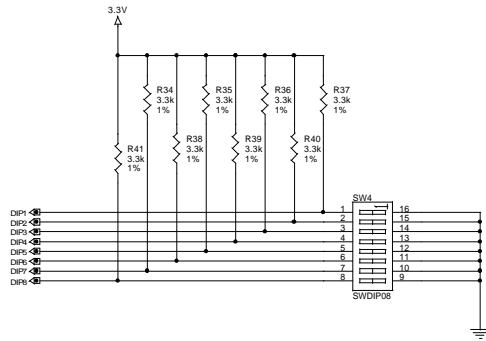 3.3V
R34
3.3k
1%
R35
3.3k
1%
R36
3.3k
1%
R37
3.3k
1%
R41
3.3k
1%
R38
3.3k
1%
R39
3.3k
1%
R40
3.3k
1%
SW4
DIP1 1 16
DIP2 2 15
DIP3 3 14
DIP4 4 13
DIP5 5 12
DIP6 6 11
DIP7 7 10
DIP8 8 9
SWDIP08